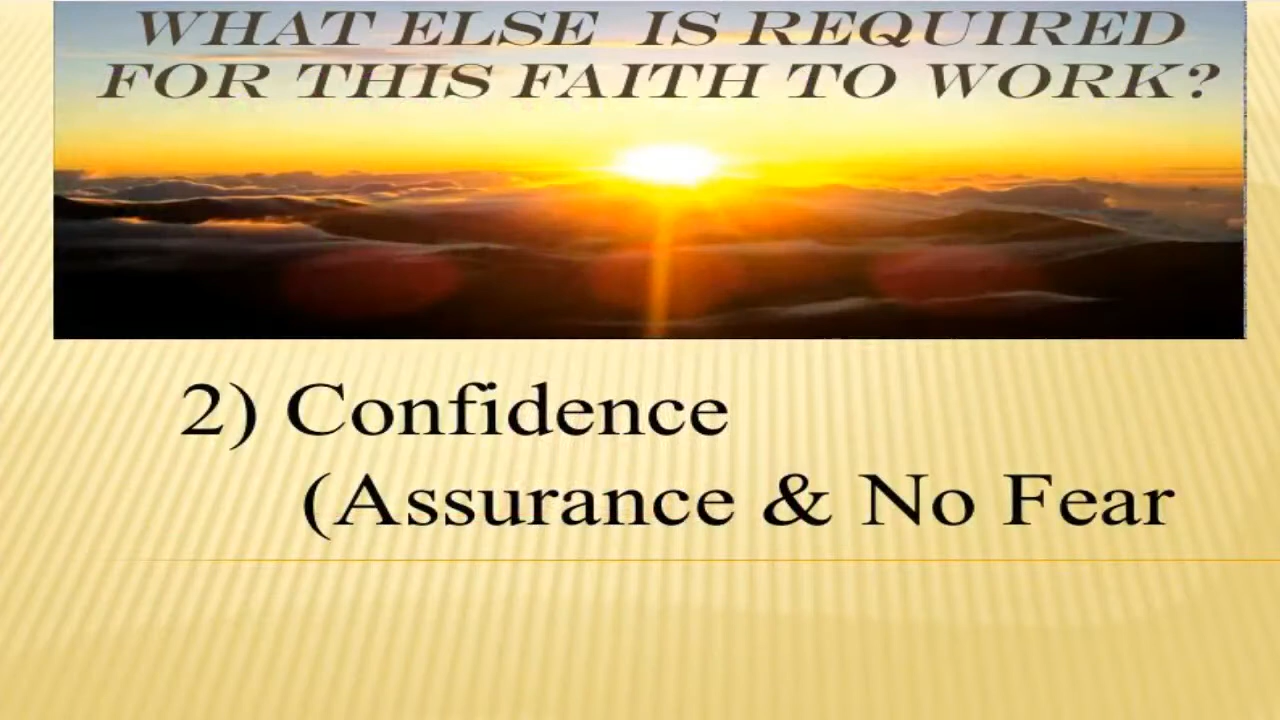 WHAT ELSE IS REQUIRED
FOR THIS FAITH TO WORK?
2) Confidence
(Assurance & No Fear